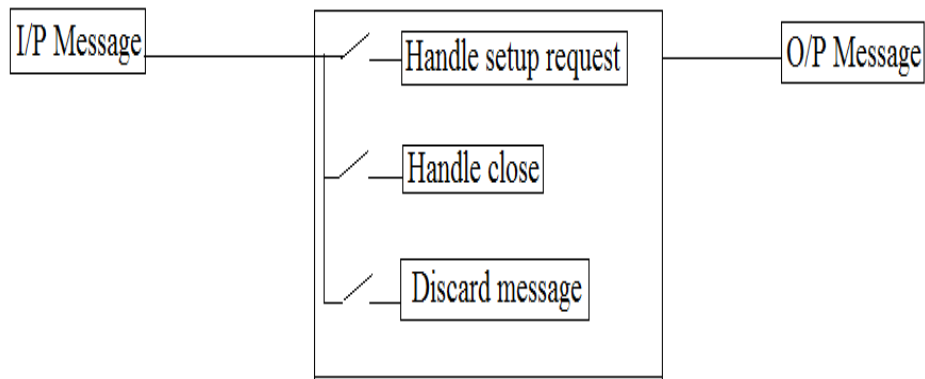 I/P Message
Handle setup request
O/P Message
Handle close
Discard message